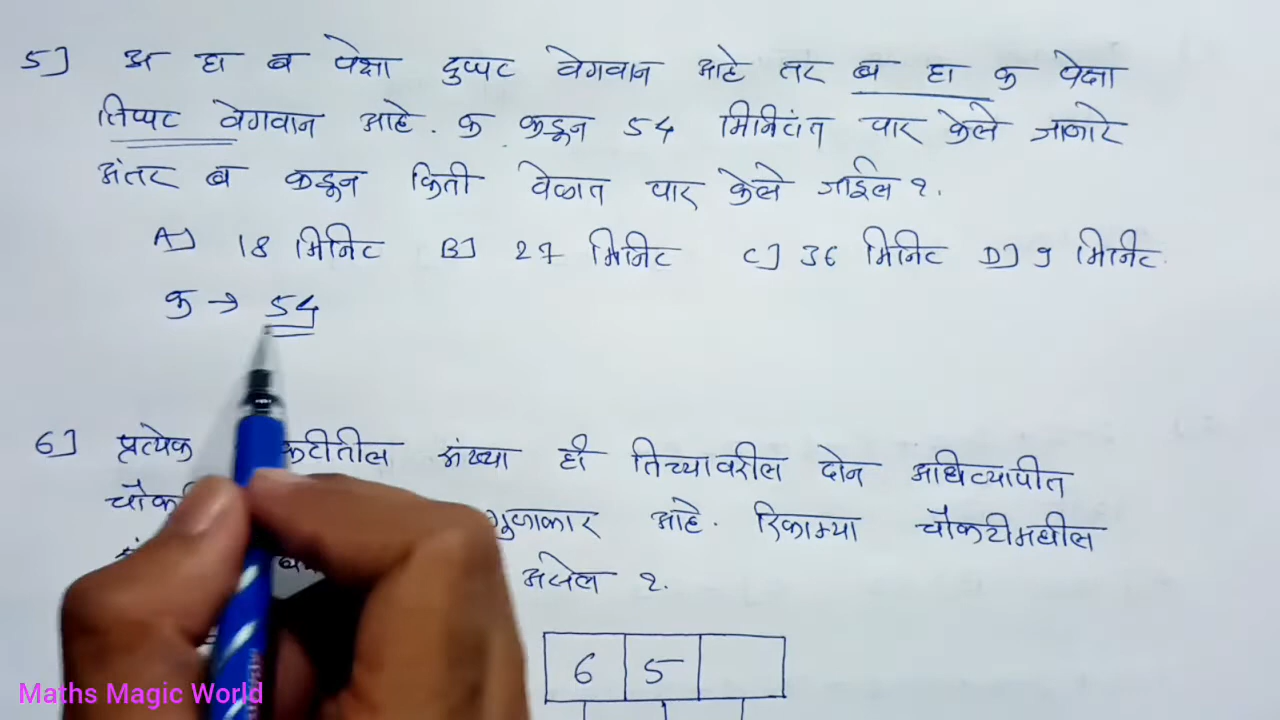 5] अ हा ब पेक्षा दुप्पट वेगवान आहे तर ब हा क पेक्षा
तिप्पट वेगवान आहे. क कडून 54 मिनिटांत पार केले जाणारे
अंतर ब कडून किती वेळात पार केले जाईल ?.
A] 18 मिनिट B] 27 मिनिट C] 36 मिनिट D] 9 मिनिट.
क → 54
6] प्रत्येक संख्या ही तिच्यावरील दोन अधिव्यापीत
गुणाकार आहे. रिकाम्या चौकटीमधील
असेल ?.
6 5
Maths Magic World